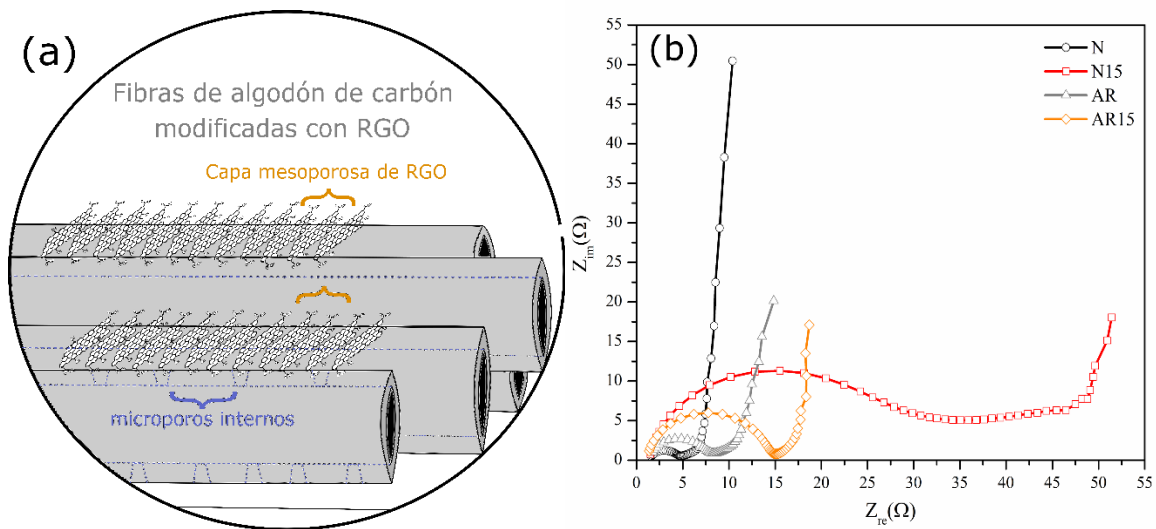 (a)
Fibras de algodón de carbón
modificadas con RGO
Capa mesoporosa de RGO
microporos internos
(b)
N
N15
AR
AR15
Z_im(Ω)
55
50
45
40
35
30
25
20
15
10
5
0
0 5 10 15 20 25 30 35 40 45 50 55
Z_re(Ω)